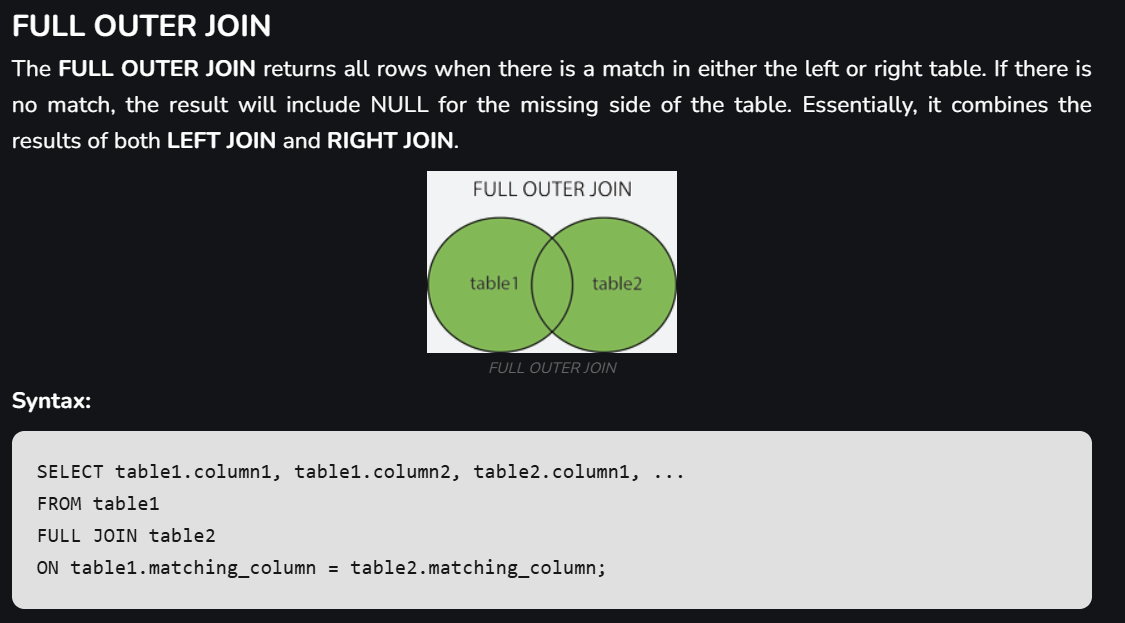 FULL OUTER JOIN
The FULL OUTER JOIN returns all rows when there is a match in either the left or right table. If there is
no match, the result will include NULL for the missing side of the table. Essentially, it combines the
results of both LEFT JOIN and RIGHT JOIN.
FULL OUTER JOIN
table1 table2
FULL OUTER JOIN
Syntax:
SELECT table1.column1, table1.column2, table2.column1, ...
FROM table1
FULL JOIN table2
ON table1.matching_column = table2.matching_column;